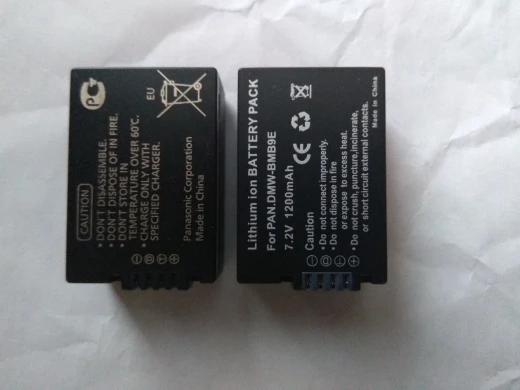 CAUTION
• DON'T DISASSEMBLE.
• DON'T DISPOSE OF IN FIRE.
• DON'T STORE IN
TEMPERATURE OVER 60°C.
• CHARGE ONLY WITH
SPECIFIED CHARGER.
EU
Panasonic Corporation
Made in China
Lithium ion BATTERY PACK
For PAN.DMW-BMB9E
7.2V 1200mAh CE
Caution
• Do not connect improperly.
• Do not dispose in fire
or expose to excess heat.
• Do not crush, puncture,incinerate,
or short circuit external contacts.
Made in China